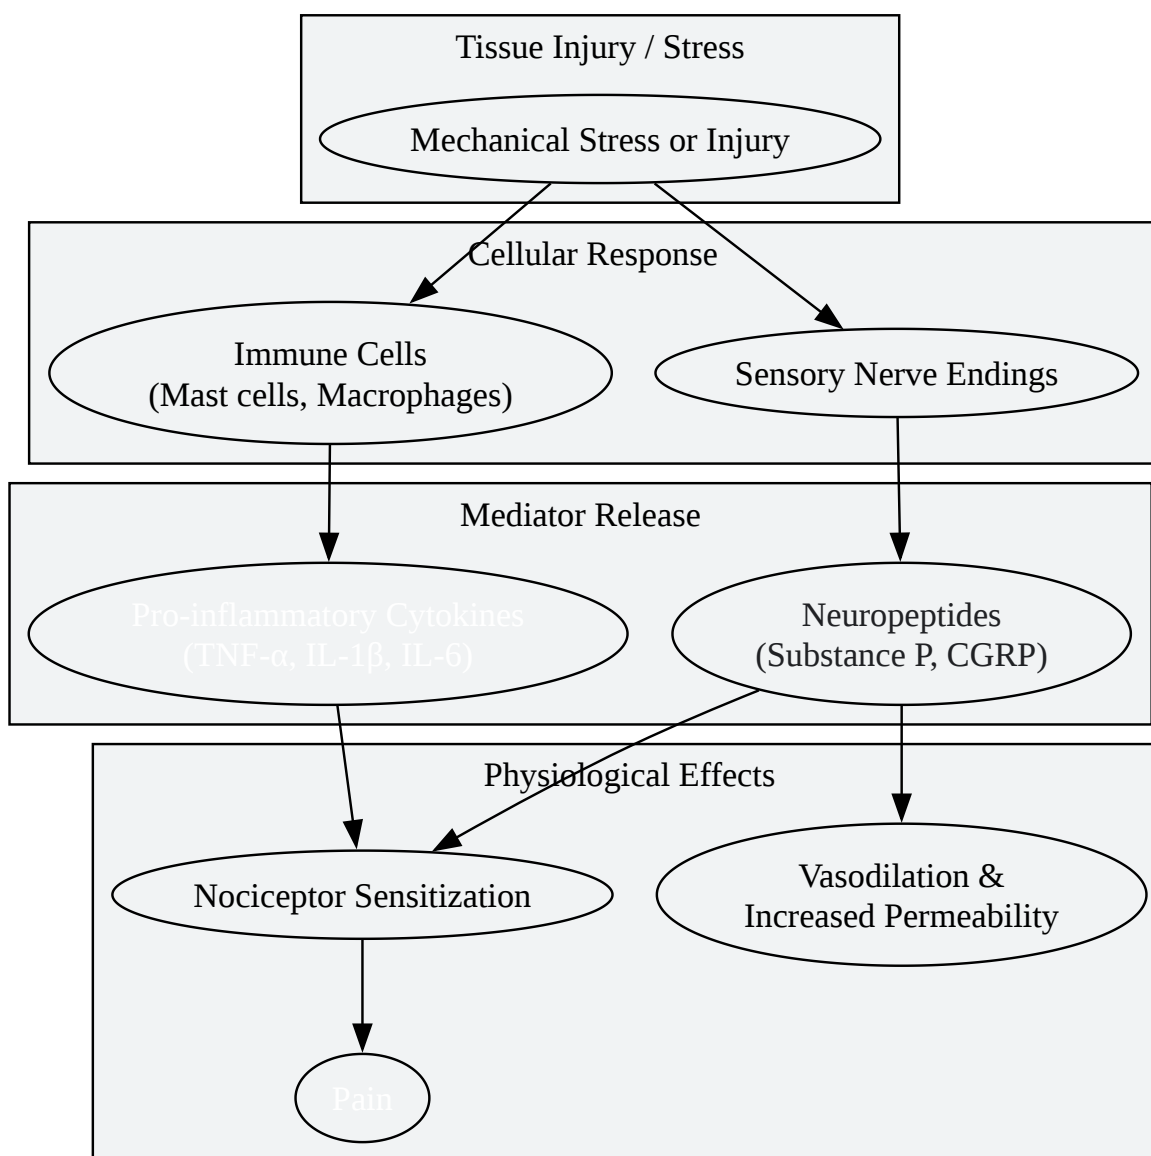 Tissue Injury / Stress
Mechanical Stress or Injury
Cellular Response
Immune Cells
(Mast cells, Macrophages)
Sensory Nerve Endings
Mediator Release
Pro-inflammatory Cytokines
(TNF-α, IL-1β, IL-6)
Neuropeptides
(Substance P, CGRP)
Physiological Effects
Nociceptor Sensitization
Vasodilation &
Increased Permeability
Pain